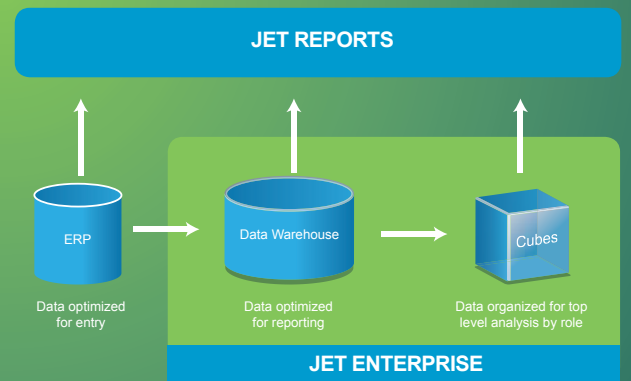 JET REPORTS
ERP
Data Warehouse
Cubes
Data optimized
for entry
Data optimized
for reporting
Data organized for top
level analysis by role
JET ENTERPRISE